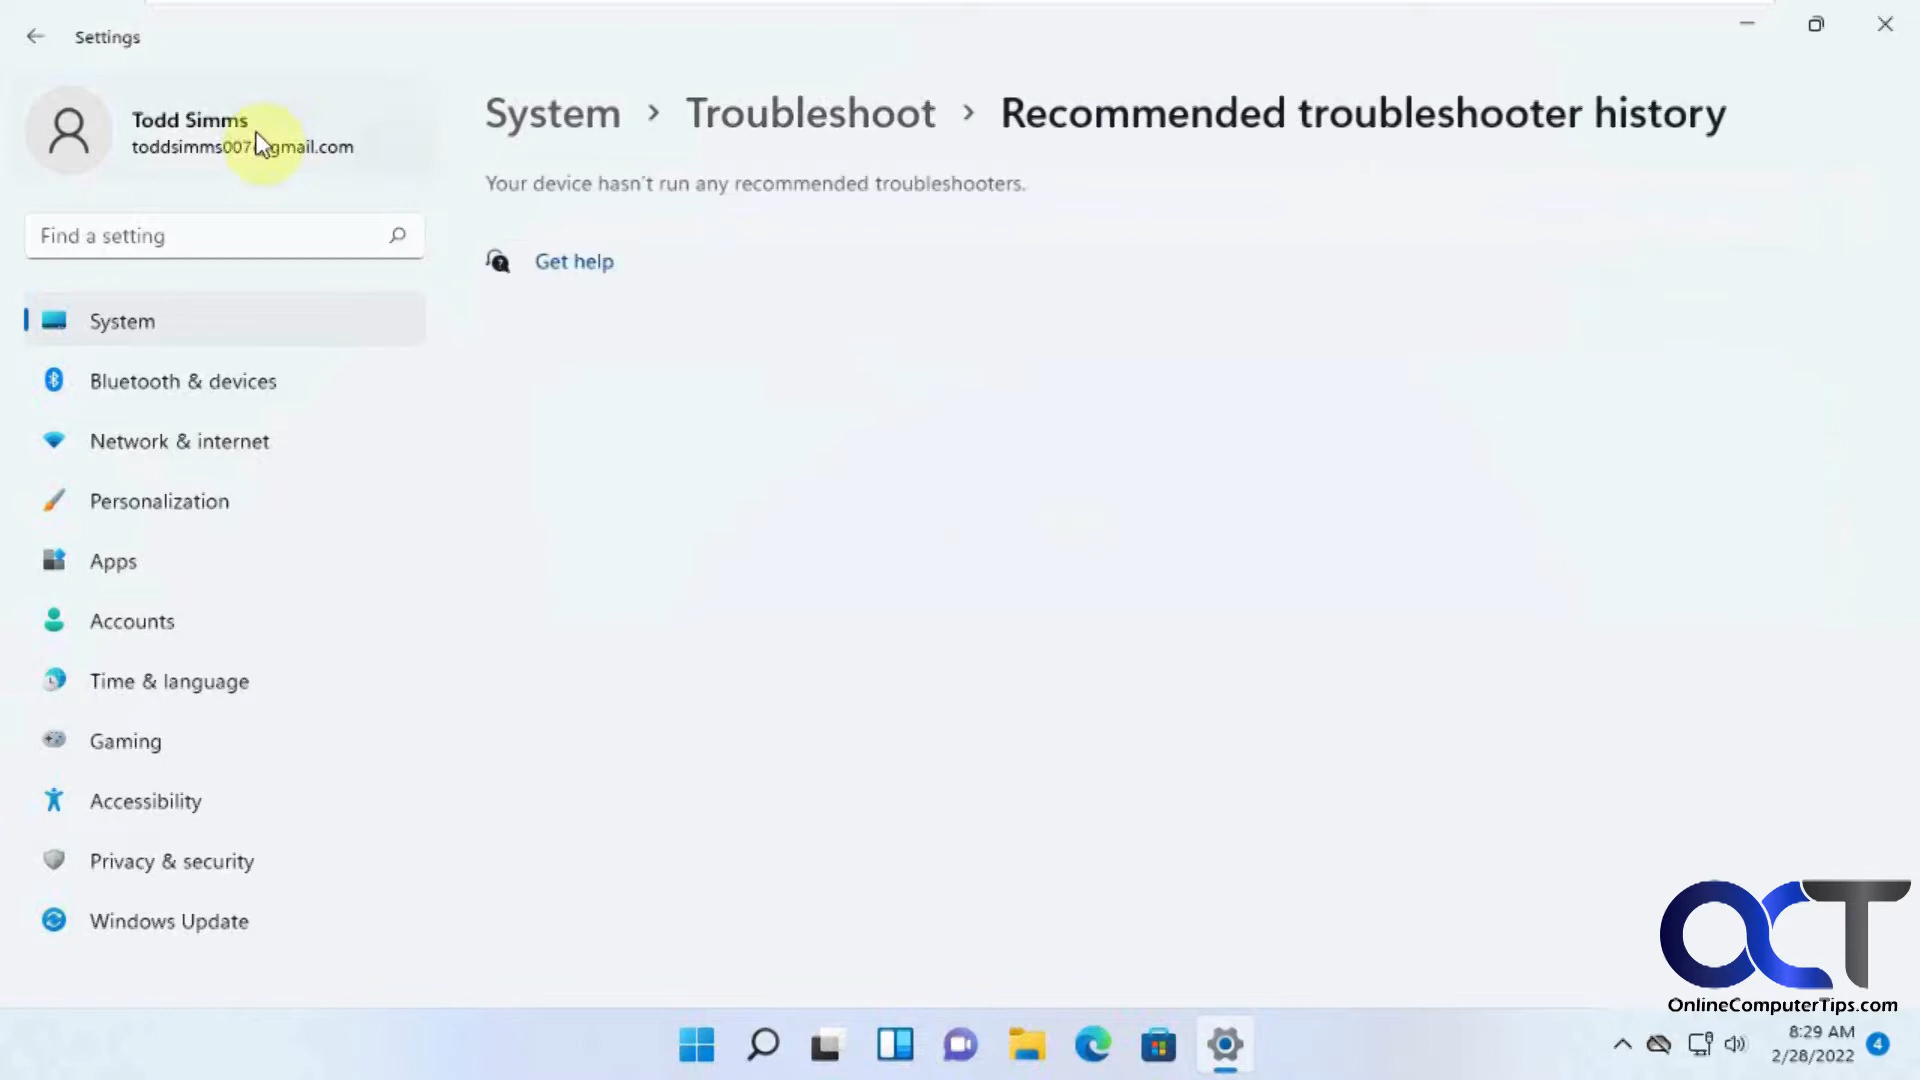 Settings
Todd Simms
toddsimms007 gmail.com
Find a setting
System
Bluetooth & devices
Network & internet
Personalization
Apps
Accounts
Time & language
Gaming
Accessibility
Privacy & security
Windows Update
System > Troubleshoot > Recommended troubleshooter history
Your device hasn't run any recommended troubleshooters.
Get help
OCT
OnlineComputerTips.com
8:29 AM
2/28/2022
4